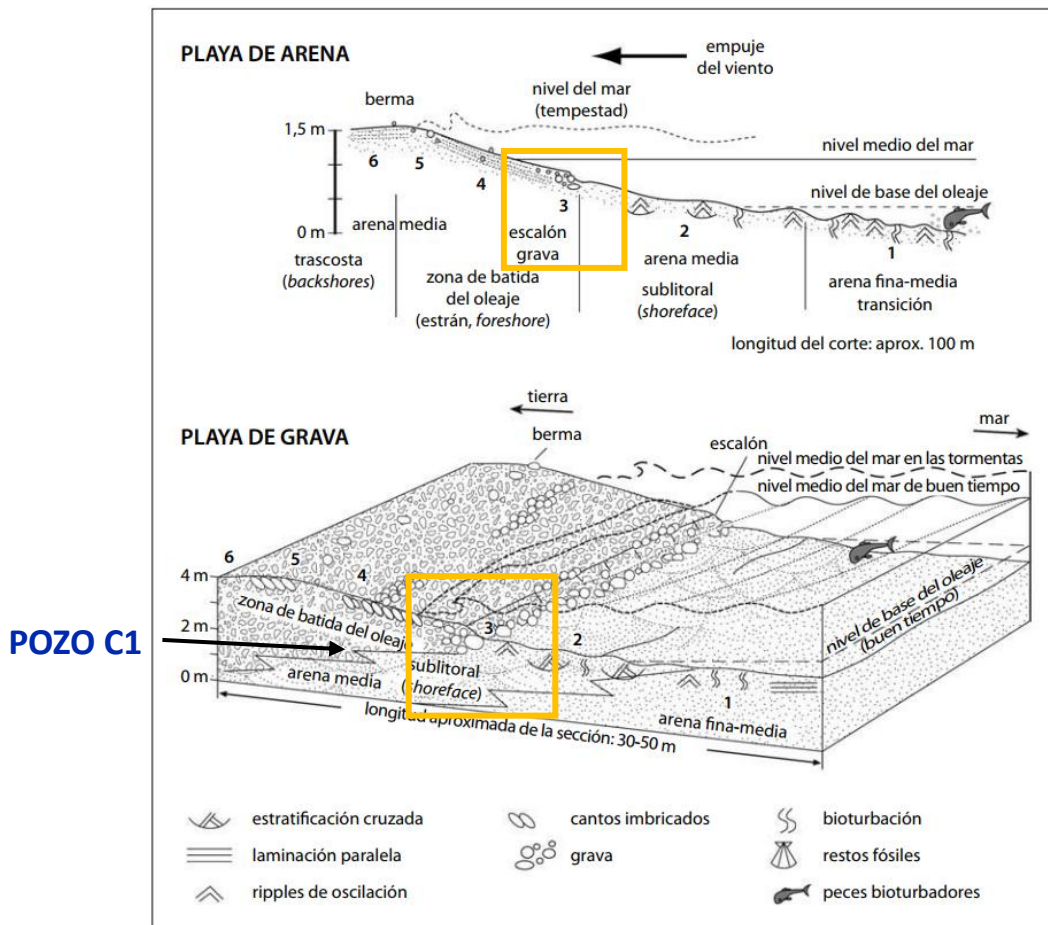 PLAYA DE ARENA
empuje
del viento
nivel del mar
(tempestad)
berma
1,5 m
nivel medio del mar
6
5
4
3
nivel de base del oleaje
2
1
arena media
0 m
escalón
grava
arena media
arena fina-media
transición
trascosta
(backshores)
zona de batida
del oleaje
(estrán, foreshore)
sublitoral
(shoreface)
longitud del corte: aprox. 100 m
tierra
mar
PLAYA DE GRAVA
berma
escalón
nivel medio del mar en las tormentas
nivel medio del mar de buen tiempo
6
5
4
4 m
zona de batida del oleaje
3
2
nivel de base del oleaje
(buen tiempo)
2 m
POZO C1
sublitoral
(shoreface)
arena media
0 m
1
arena fina-media
longitud aproximada de la sección: 30-50 m
estratificación cruzada
cantos imbricados
bioturbación
laminación paralela
grava
restos fósiles
ripples de oscilación
peces bioturbadores